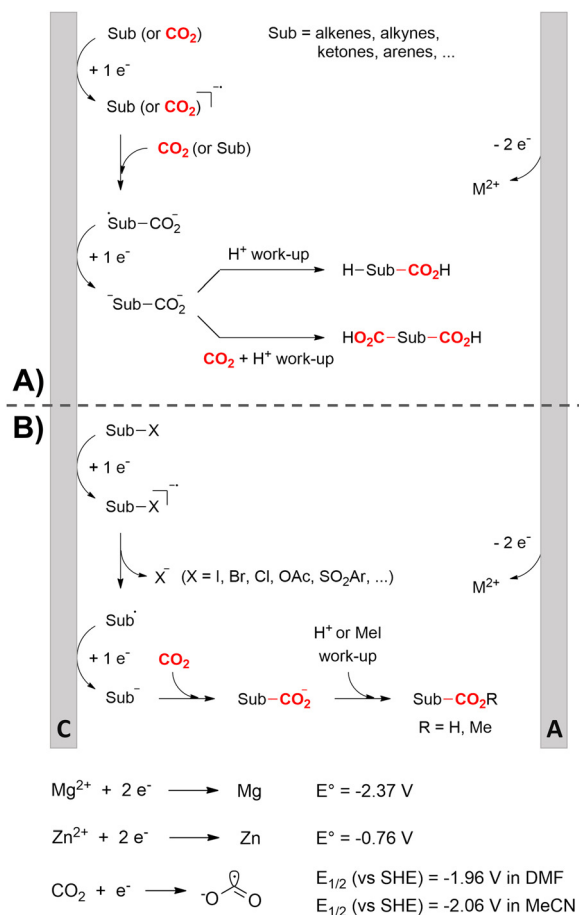 Sub (or CO₂)
Sub = alkenes, alkynes,
ketones, arenes, ...
+ 1 e⁻
Sub (or CO₂) ⁻·
CO₂ (or Sub)
- 2 e⁻
M²⁺
·Sub–CO₂⁻
+ 1 e⁻
H⁺ work-up
H–Sub–CO₂H
⁻Sub–CO₂⁻
HO₂C–Sub–CO₂H
CO₂ + H⁺ work-up
A)
B)
Sub–X
+ 1 e⁻
Sub–X ⁻·
- 2 e⁻
X⁻ (X = I, Br, Cl, OAc, SO₂Ar, ...)
M²⁺
Sub·
H⁺ or MeI
+ 1 e⁻
CO₂
work-up
Sub⁻
Sub–CO₂⁻
Sub–CO₂R
C
R = H, Me
A
Mg²⁺ + 2 e⁻ → Mg E° = -2.37 V
Zn²⁺ + 2 e⁻ → Zn E° = -0.76 V
CO₂ + e⁻ → ⁻O · O
E₁/₂ (vs SHE) = -1.96 V in DMF
E₁/₂ (vs SHE) = -2.06 V in MeCN